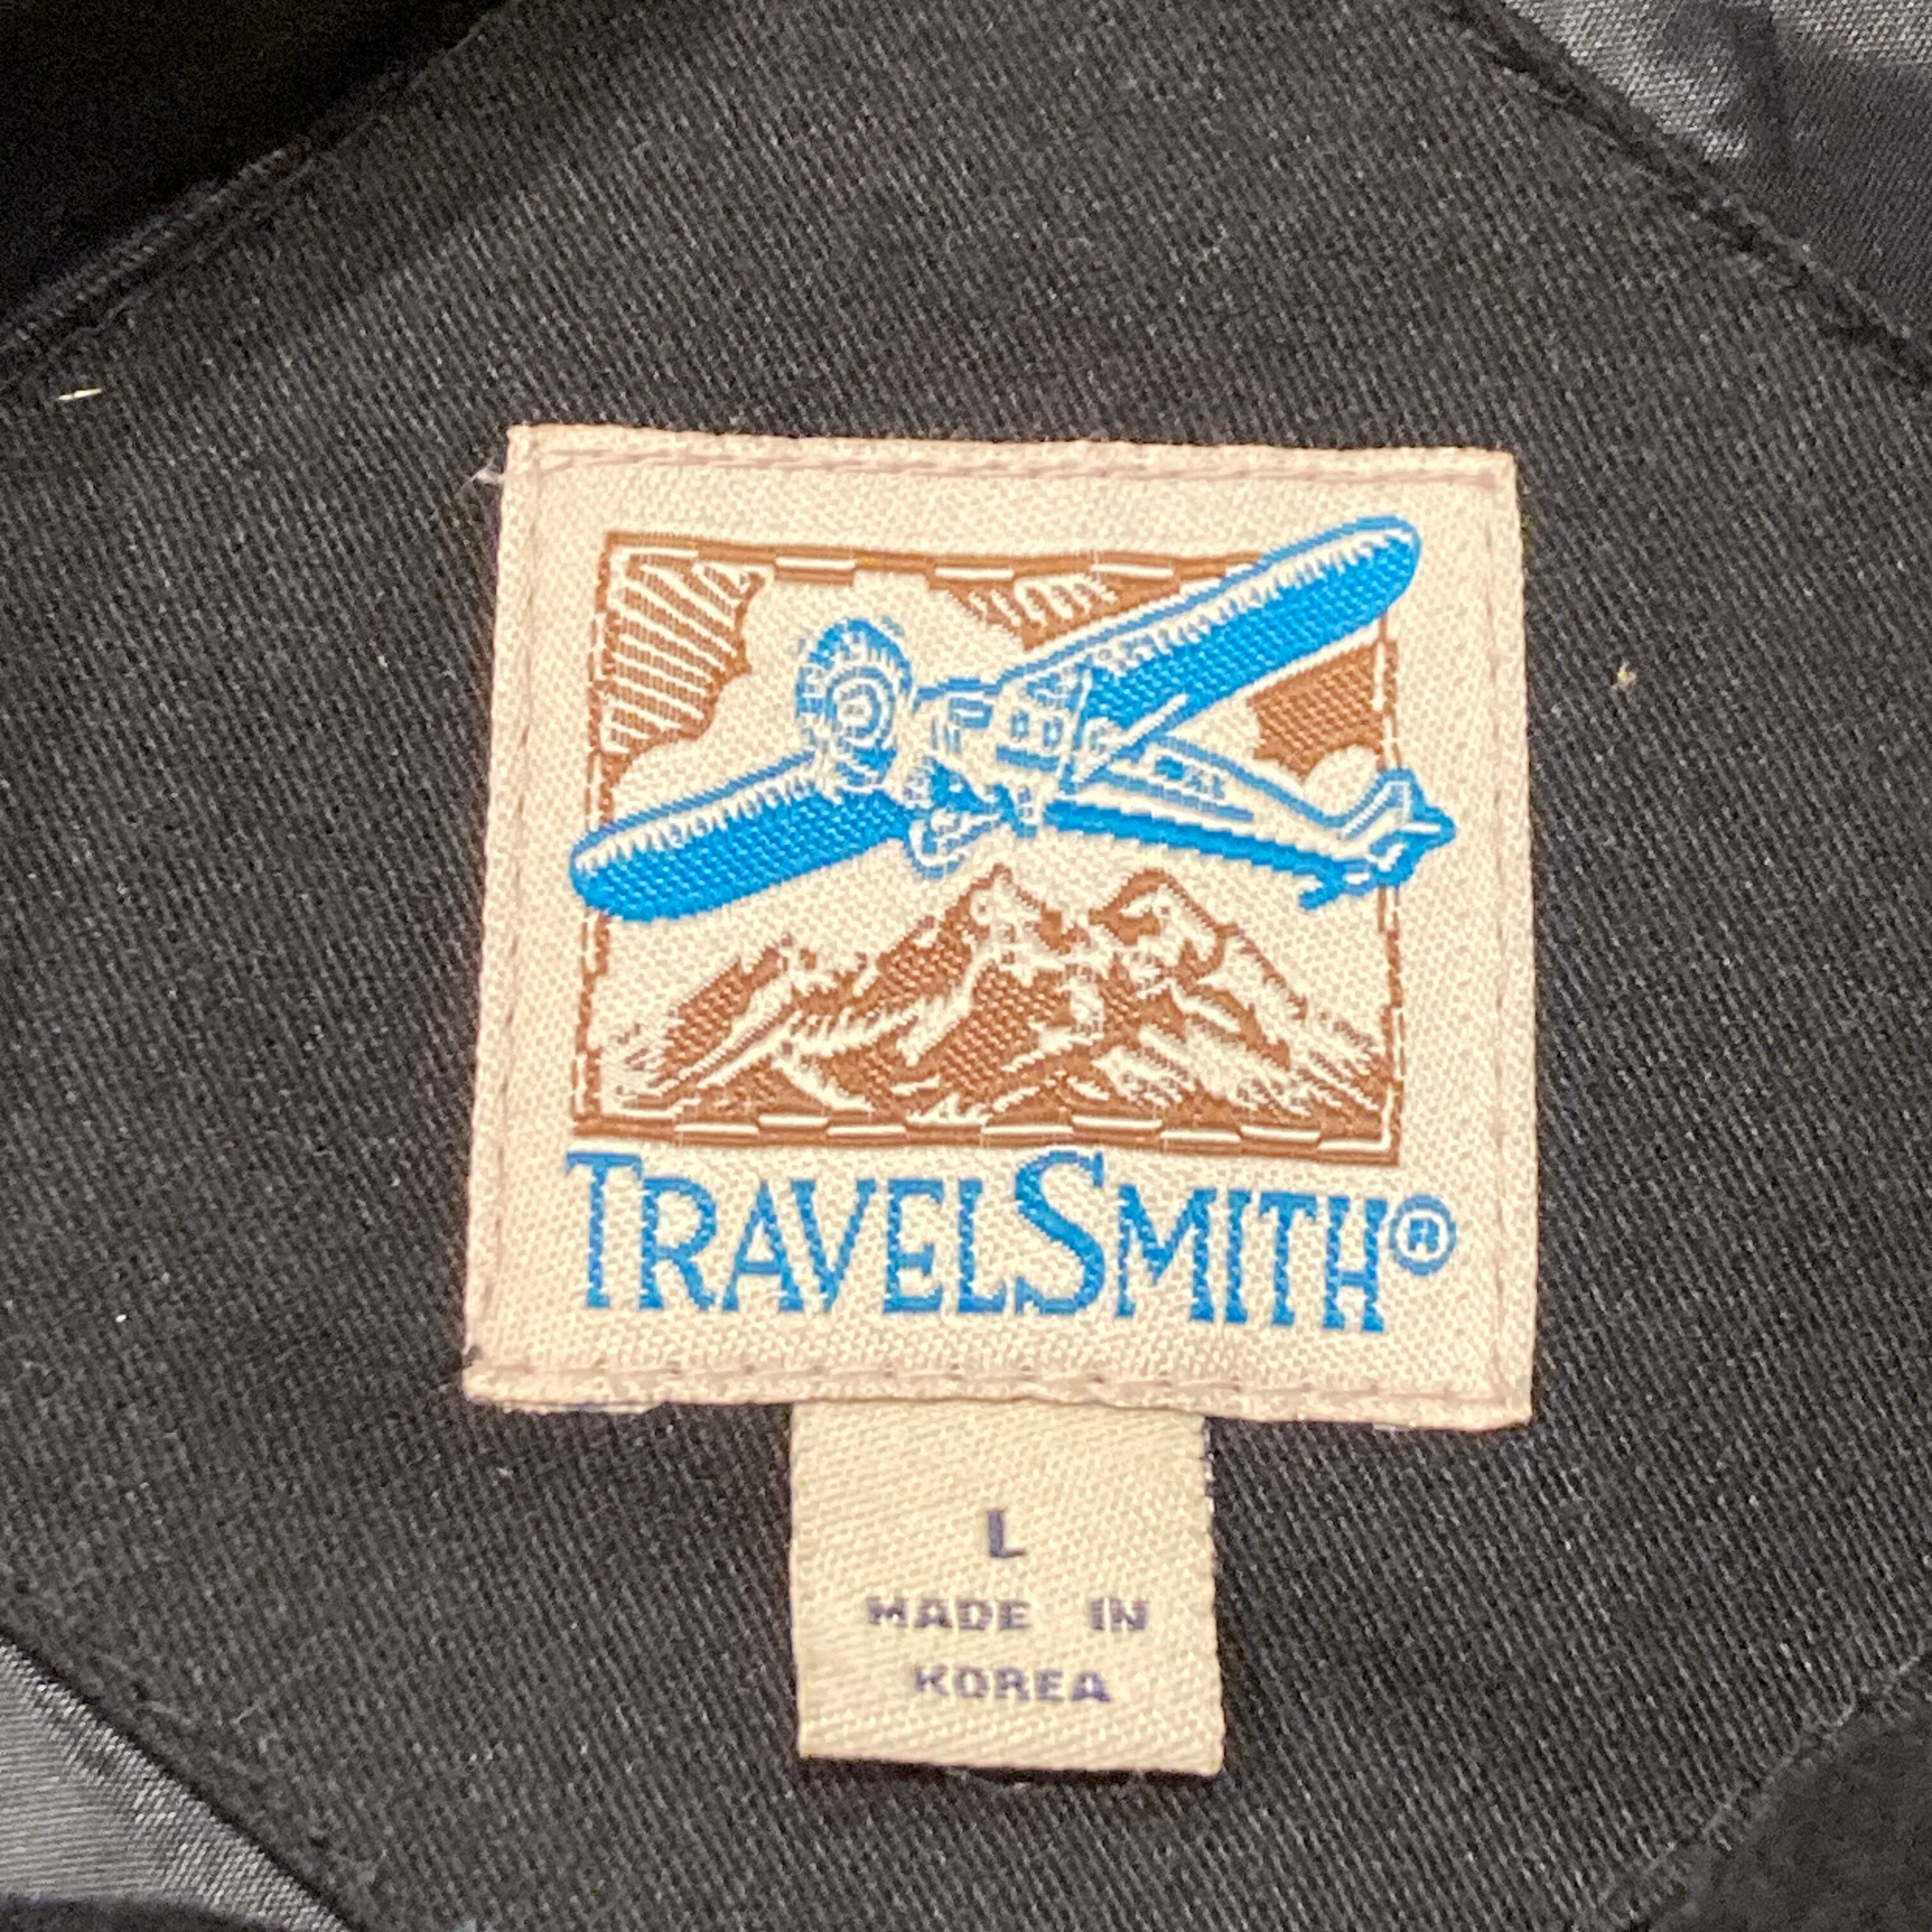 TRAVELSMITH®
L
MADE IN
KOREA